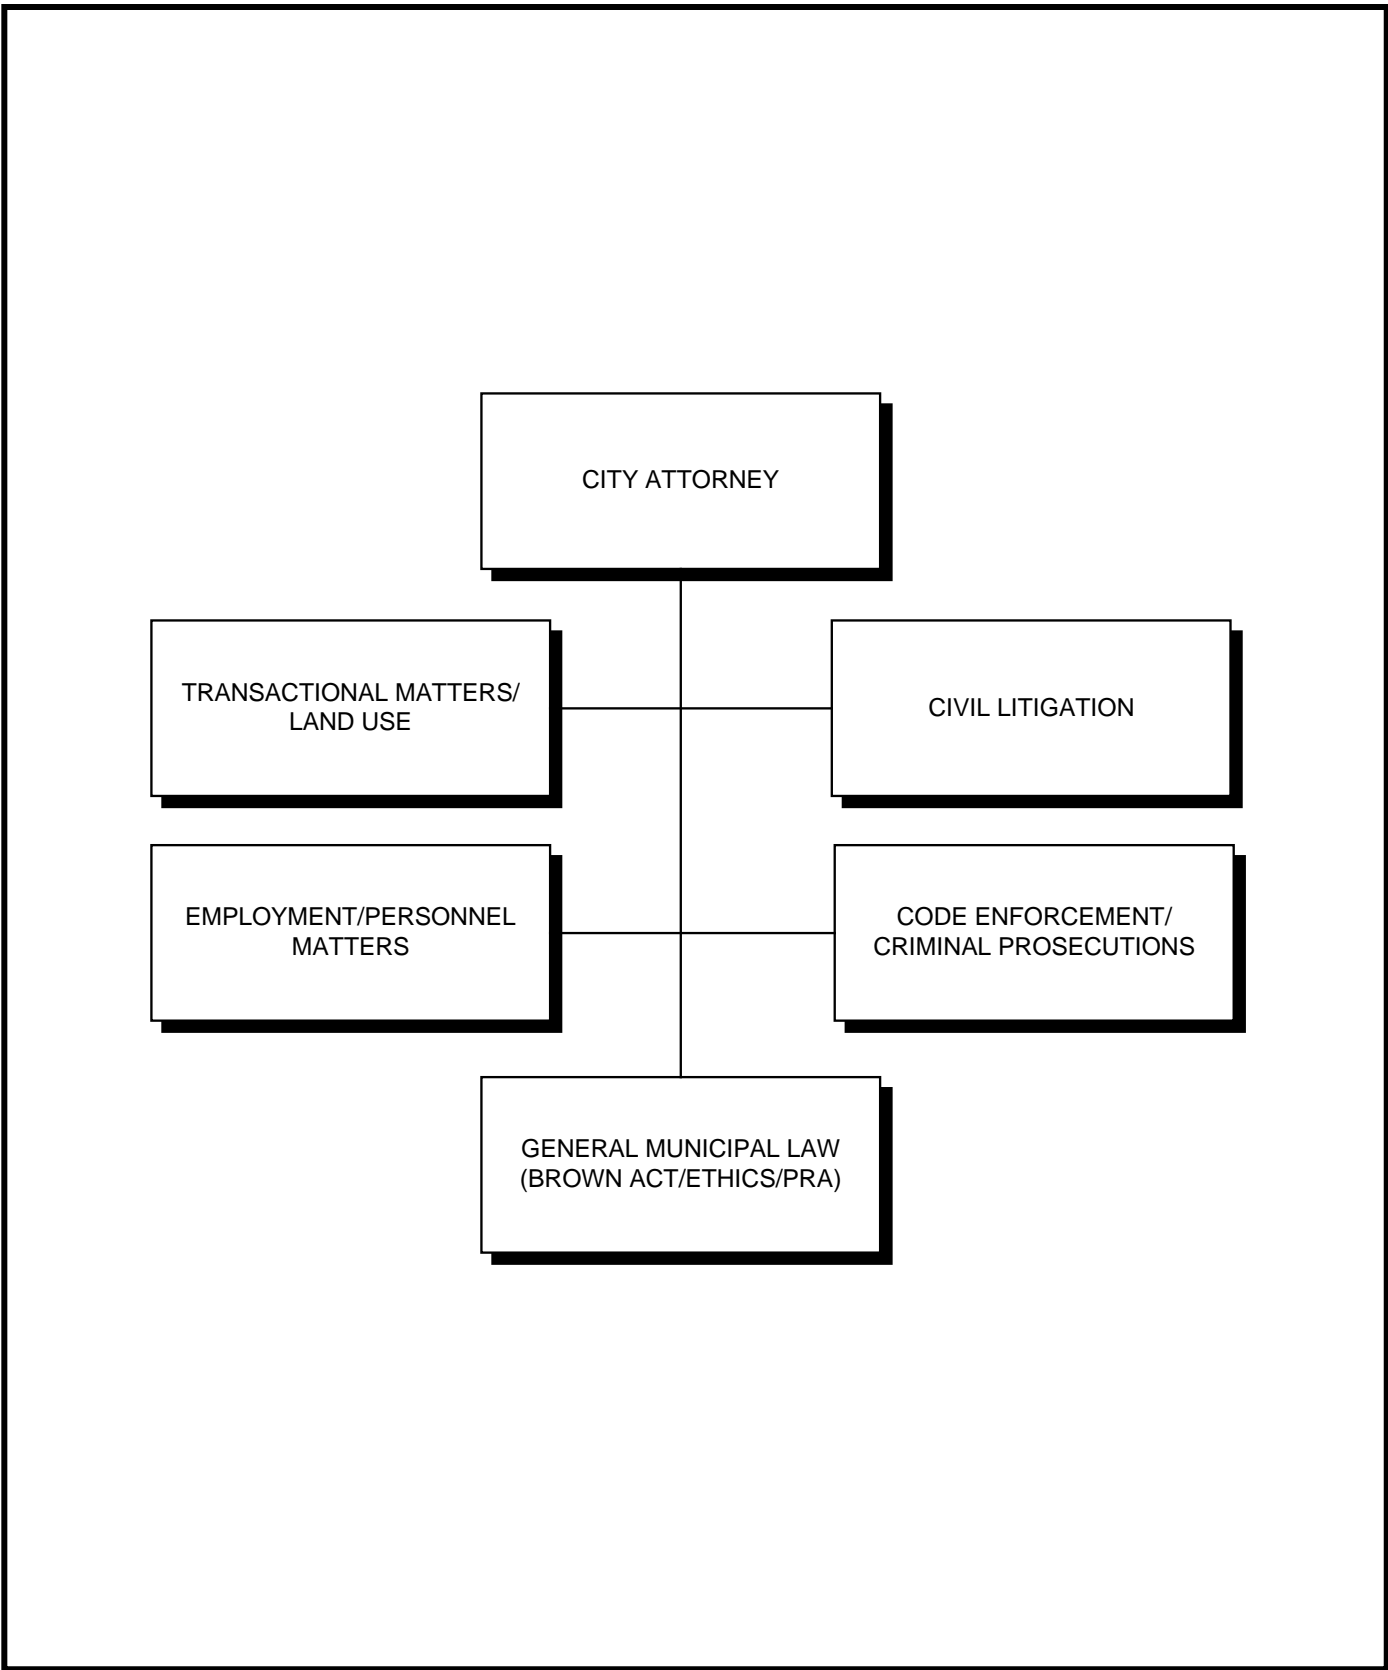 CITY ATTORNEY
TRANSACTIONAL MATTERS/
LAND USE
CIVIL LITIGATION
EMPLOYMENT/PERSONNEL
MATTERS
CODE ENFORCEMENT/
CRIMINAL PROSECUTIONS
GENERAL MUNICIPAL LAW
(BROWN ACT/ETHICS/PRA)